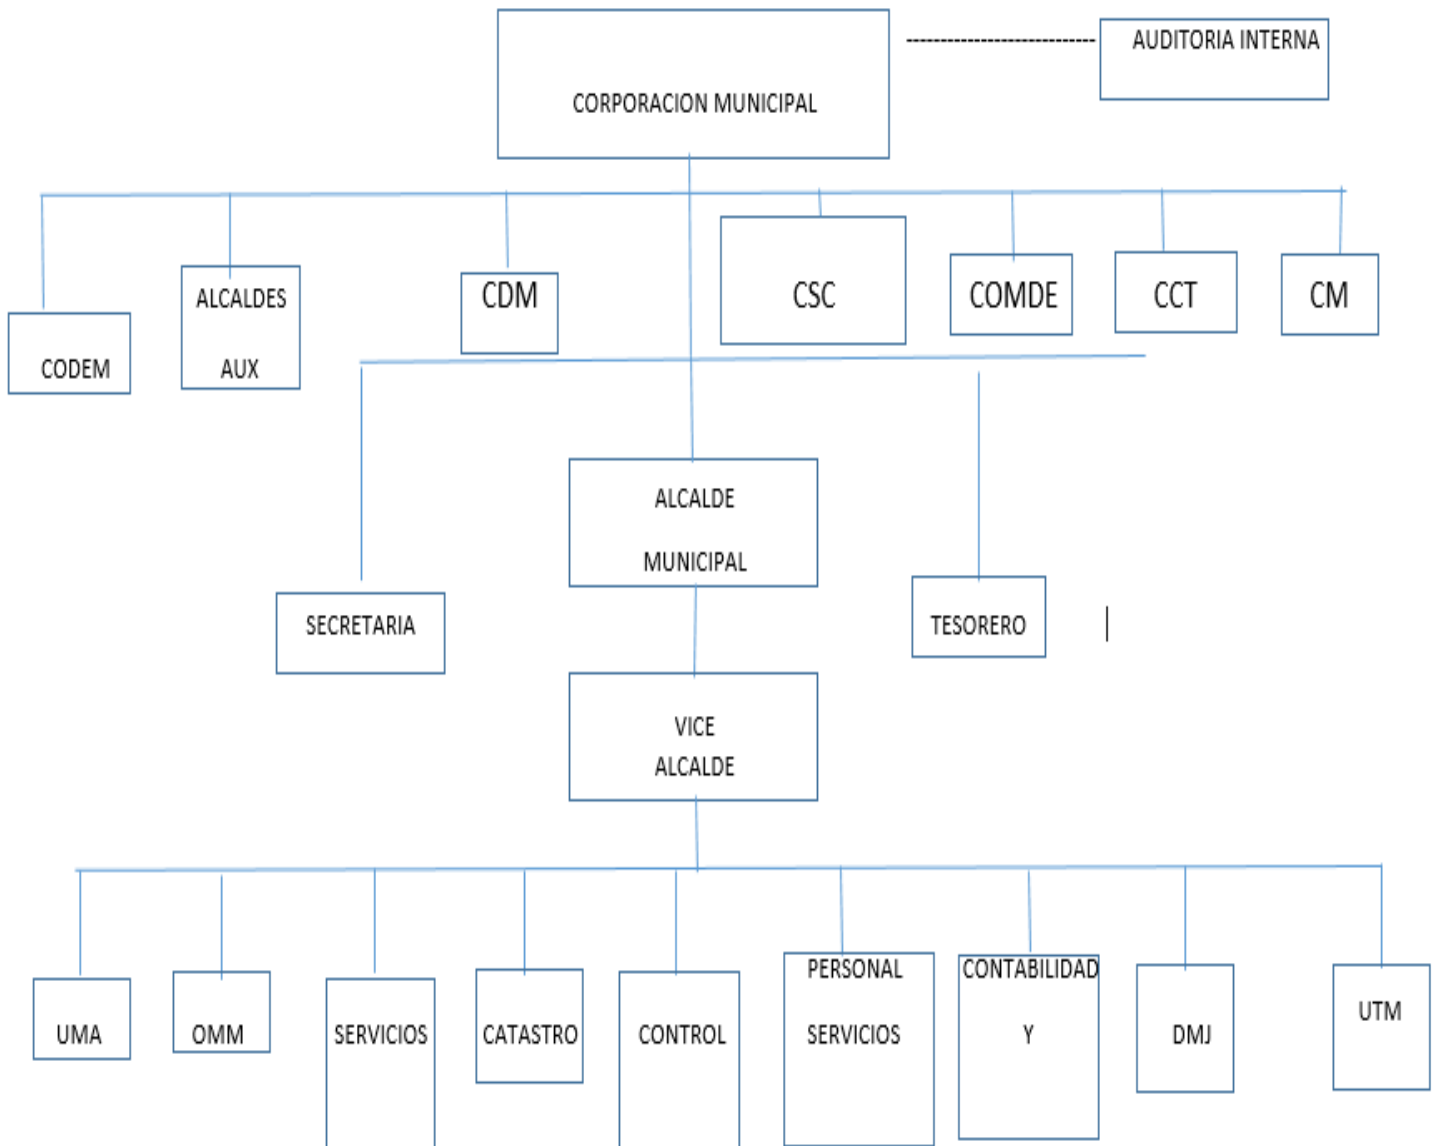 AUDITORIA INTERNA
CORPORACION MUNICIPAL
CODEM
ALCALDES
AUX
CDM
CSC
COMDE
CCT
CM
ALCALDE
MUNICIPAL
SECRETARIA
TESORERO
VICE
ALCALDE
UMA
OMM
SERVICIOS
CATASTRO
CONTROL
PERSONAL
SERVICIOS
CONTABILIDAD
Y
DMJ
UTM